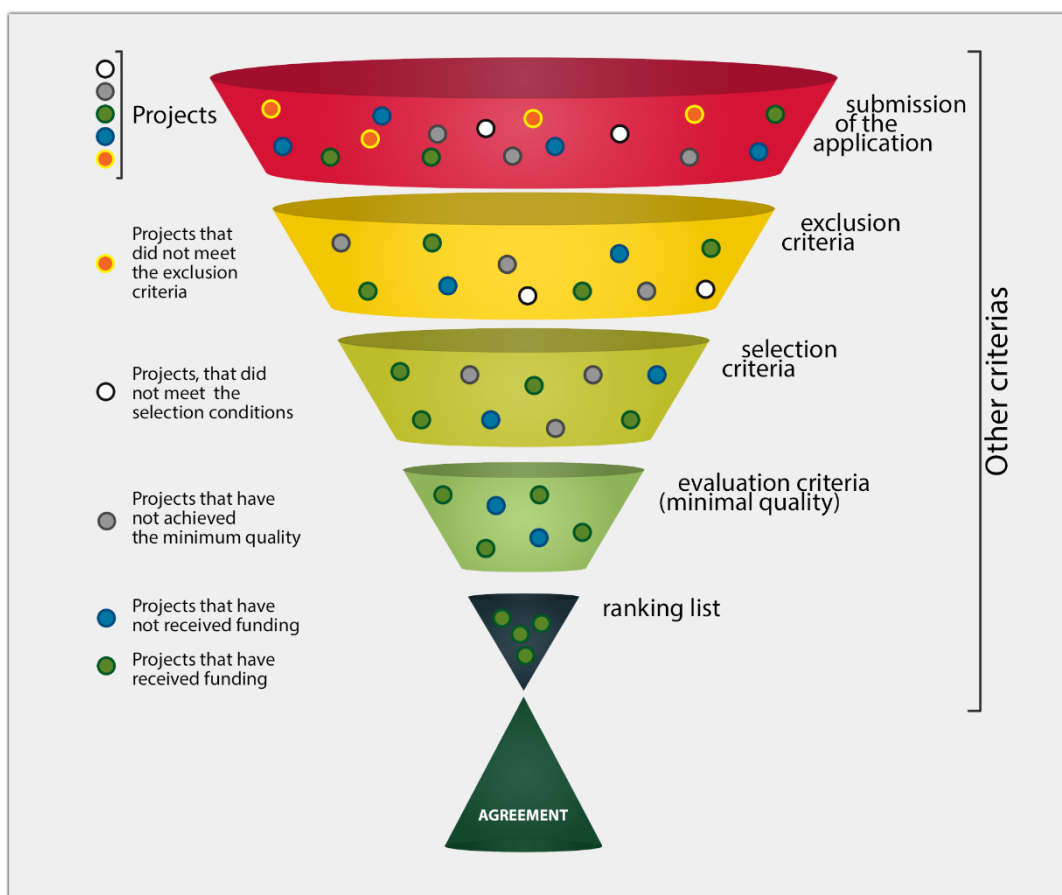 Projects
submission
of the
application
Projects that
did not meet
the exclusion
criteria
exclusion
criteria
Projects, that did
not meet the
selection conditions
selection
criteria
Projects that have
not achieved
the minimum quality
evaluation criteria
(minimal quality)
Projects that have
not received funding
Projects that have
received funding
ranking list
AGREEMENT
Other criterias